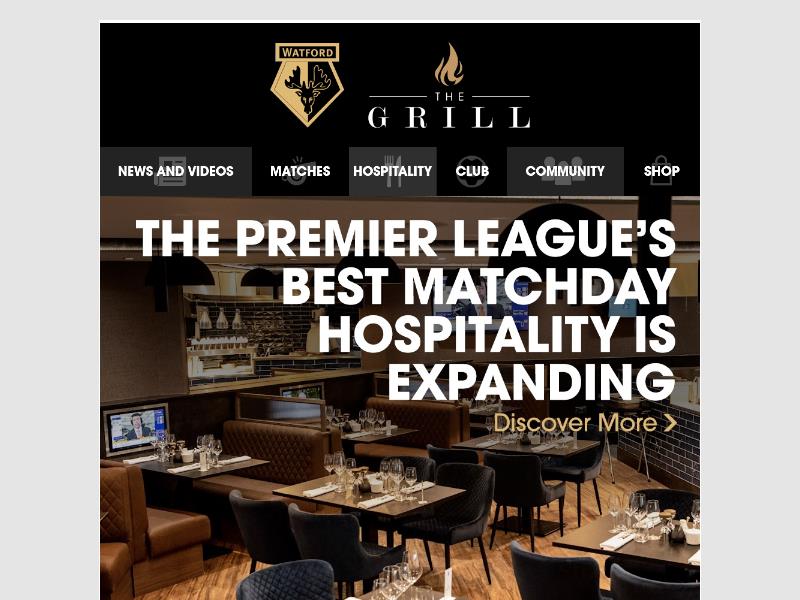 WATFORD
THE
GRILL
NEWS AND VIDEOS MATCHES HOSPITALITY CLUB COMMUNITY SHOP
THE PREMIER LEAGUE'S
BEST MATCHDAY
HOSPITALITY IS
EXPANDING
Discover More